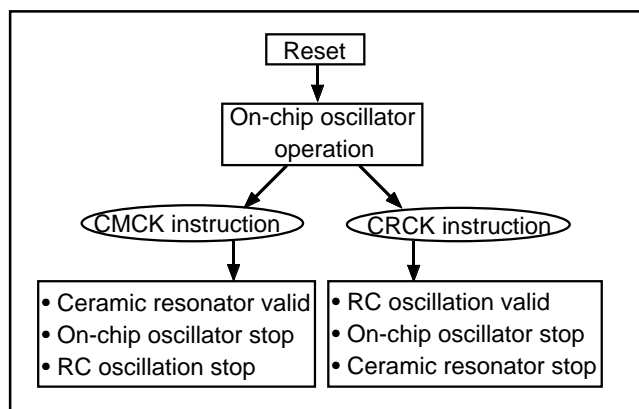 Reset
On-chip oscillator
operation
CMCK instruction
CRCK instruction
• Ceramic resonator valid
• On-chip oscillator stop
• RC oscillation stop
• RC oscillation valid
• On-chip oscillator stop
• Ceramic resonator stop